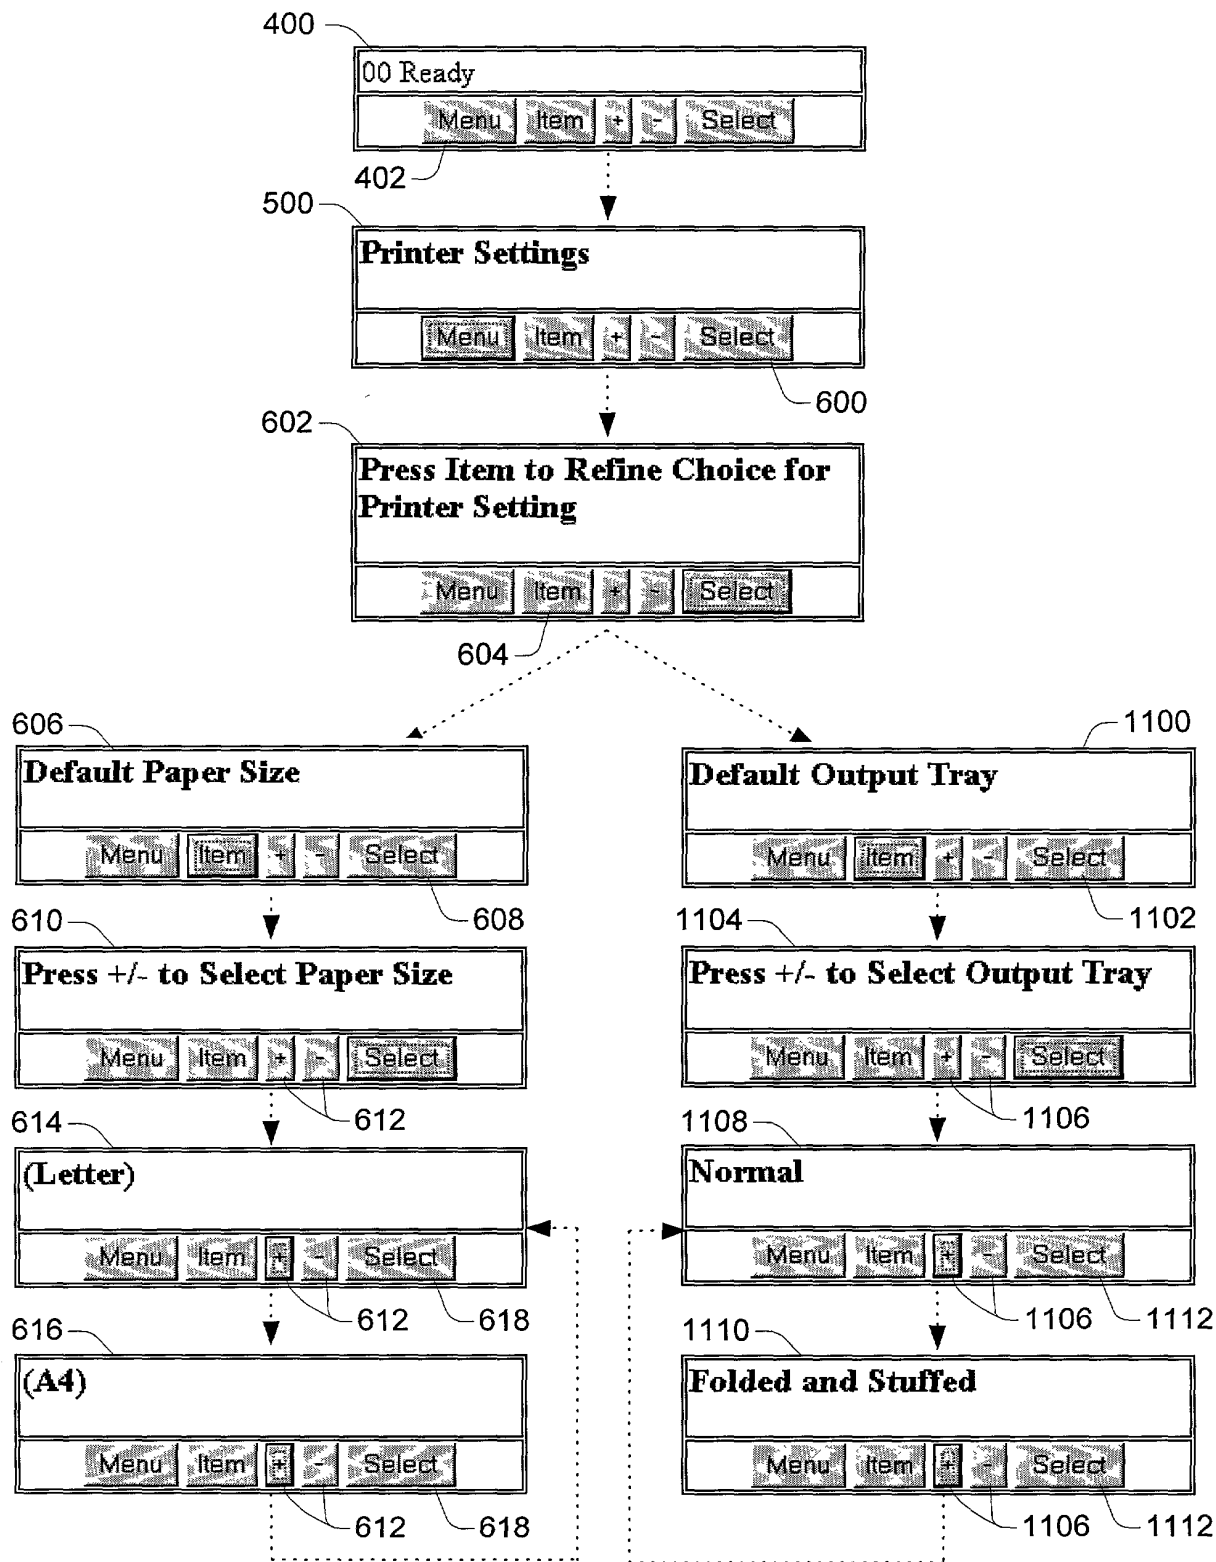 400
00 Ready
Menu Item + - Select
402
500
Printer Settings
Menu Item + - Select
600
602
Press Item to Refine Choice for
Printer Setting
Menu Item + - Select
604
606
Default Paper Size
Menu Item + - Select
608
610
Press +/- to Select Paper Size
Menu Item + - Select
612
614
(Letter)
Menu Item + - Select
612
618
616
(A4)
Menu Item + - Select
612
618
1100
Default Output Tray
Menu Item + - Select
1102
1104
Press +/- to Select Output Tray
Menu Item + - Select
1106
1108
Normal
Menu Item + - Select
1106
1112
1110
Folded and Stuffed
Menu Item + - Select
1106
1112